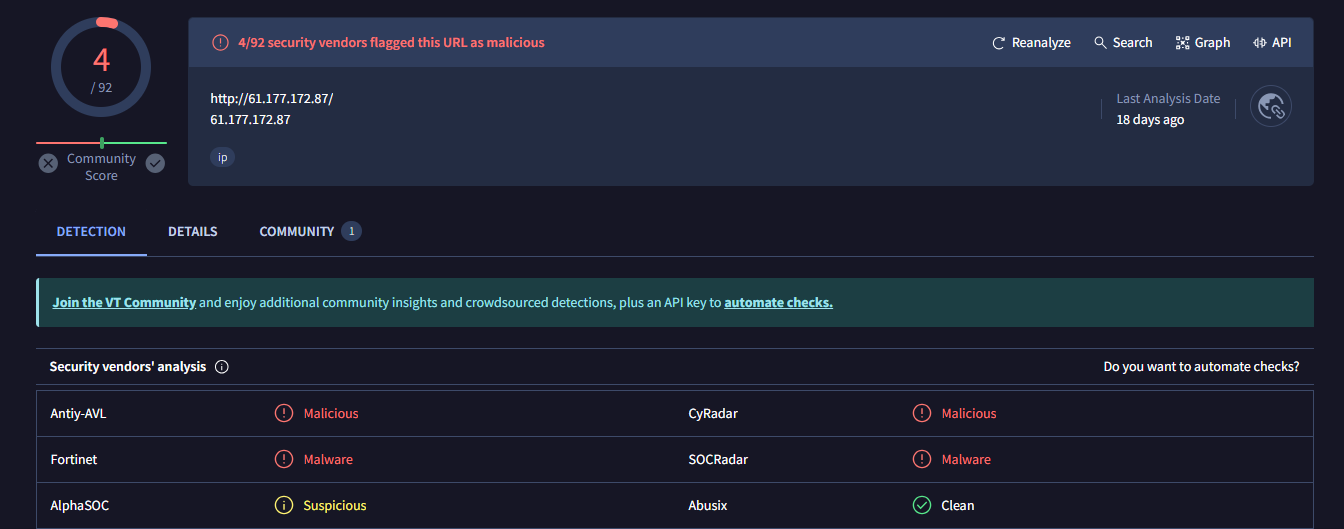 4
/ 92
Community
Score
4/92 security vendors flagged this URL as malicious
Reanalyze Search Graph API
http://61.177.172.87/
61.177.172.87
ip
Last Analysis Date
18 days ago
DETECTION DETAILS COMMUNITY 1
Join the VT Community and enjoy additional community insights and crowdsourced detections, plus an API key to automate checks.
Security vendors' analysis Do you want to automate checks?
Antiy-AVL Malicious CyRadar Malicious
Fortinet Malware SOCRadar Malware
AlphaSOC Suspicious Abusix Clean